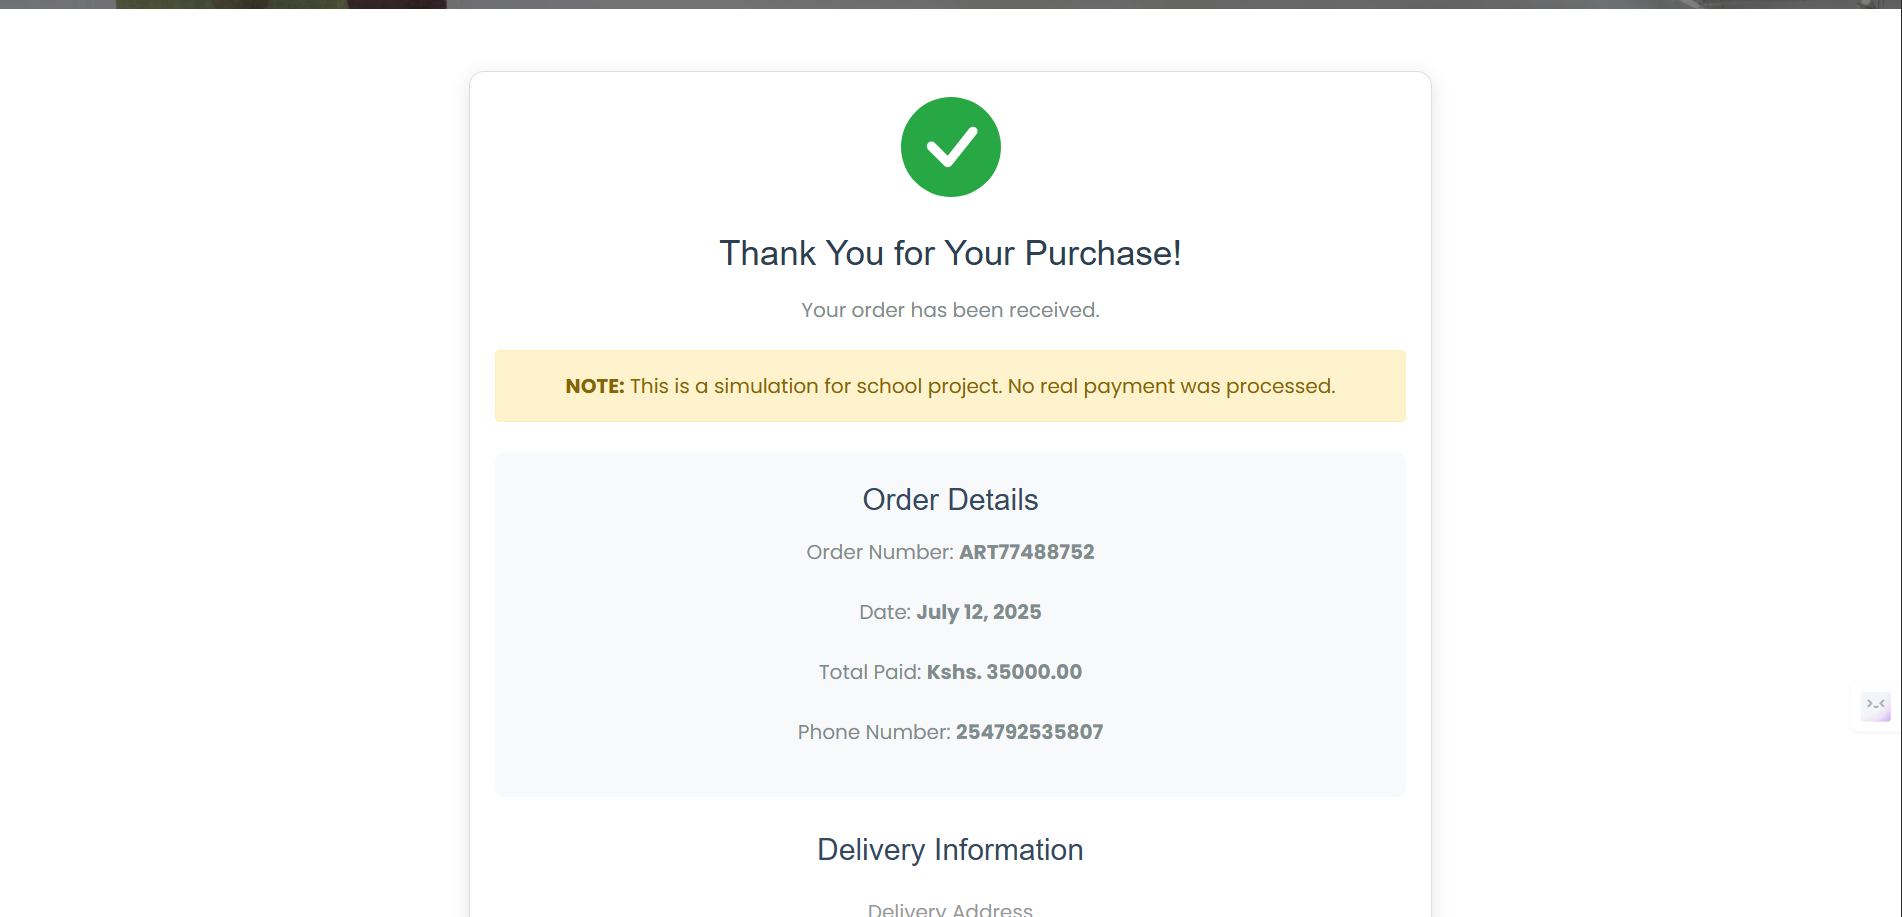 Thank You for Your Purchase!
Your order has been received.
NOTE: This is a simulation for school project. No real payment was processed.
Order Details
Order Number: ART77488752
Date: July 12, 2025
Total Paid: Kshs. 35000.00
Phone Number: 254792535807
Delivery Information
Delivery Address